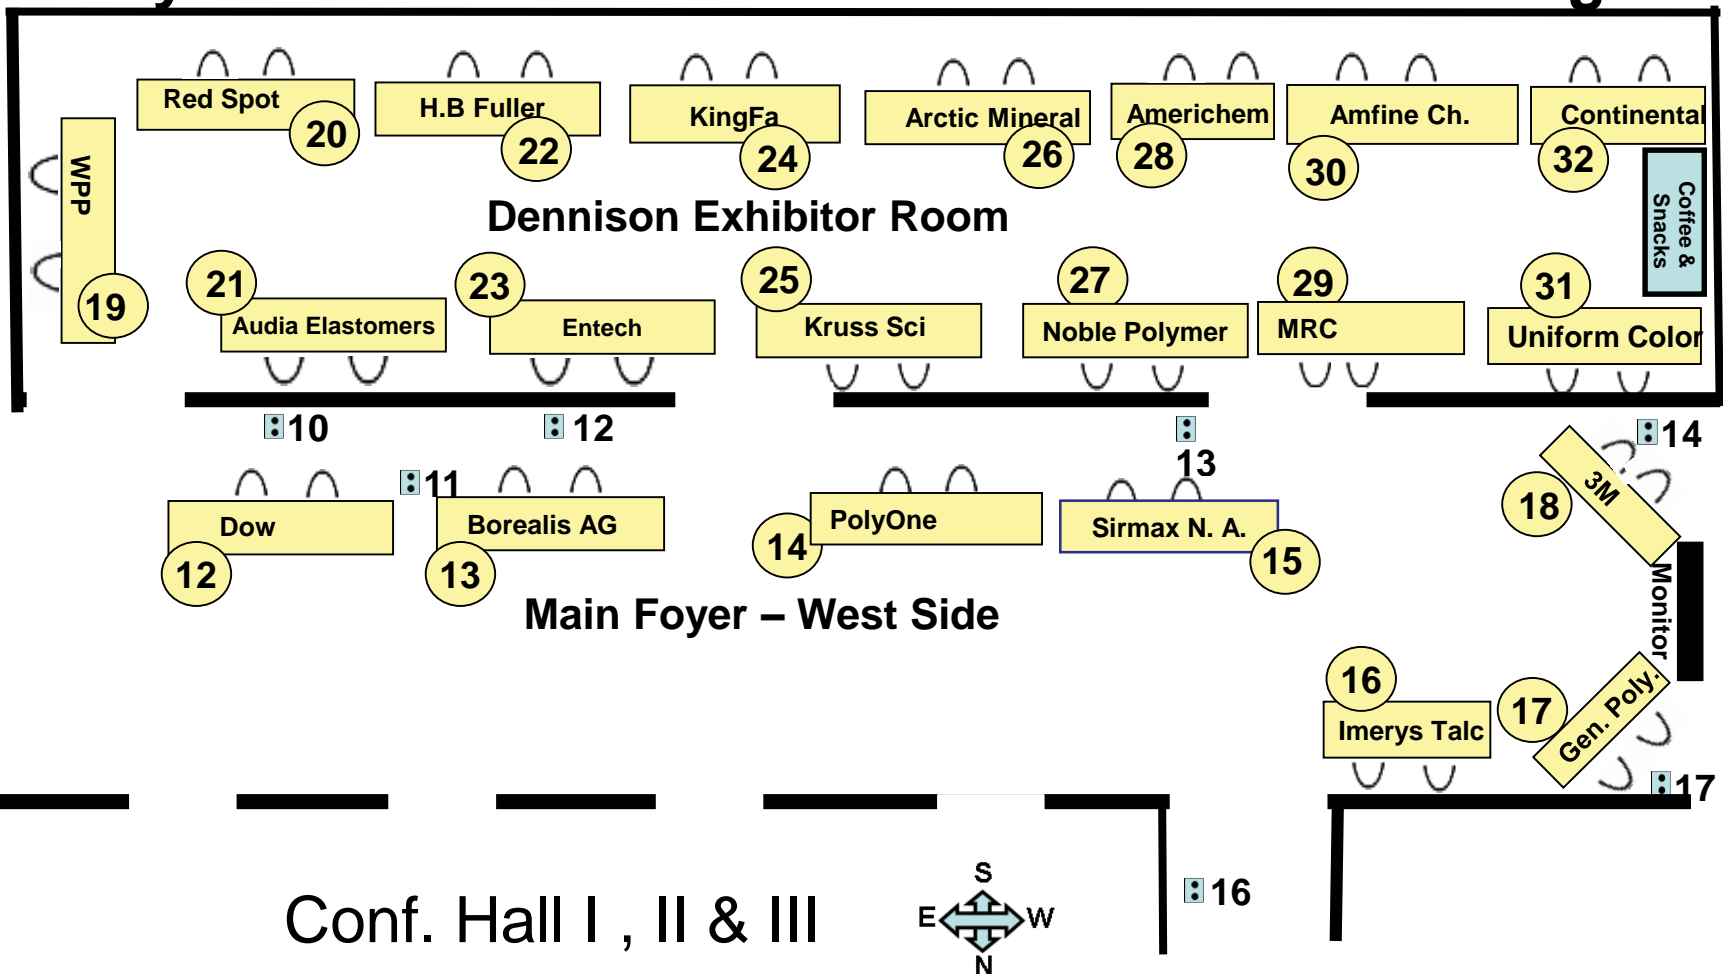 Red Spot
20
H.B Fuller
22
KingFa
24
Arctic Mineral
26
Americhem
28
Amfine Ch.
30
Continental
32
WPP
19
Dennison Exhibitor Room
Coffee &
Snacks
21
Audia Elastomers
23
Entech
25
Kruss Sci
27
Noble Polymer
29
MRC
31
Uniform Color
10
12
13
14
11
Dow
12
Borealis AG
13
PolyOne
14
Sirmax N. A.
15
3M
18
Main Foyer – West Side
Monitor
16
Imerys Talc
17
Gen. Poly.
17
16
Conf. Hall I , II & III
S
E W
N